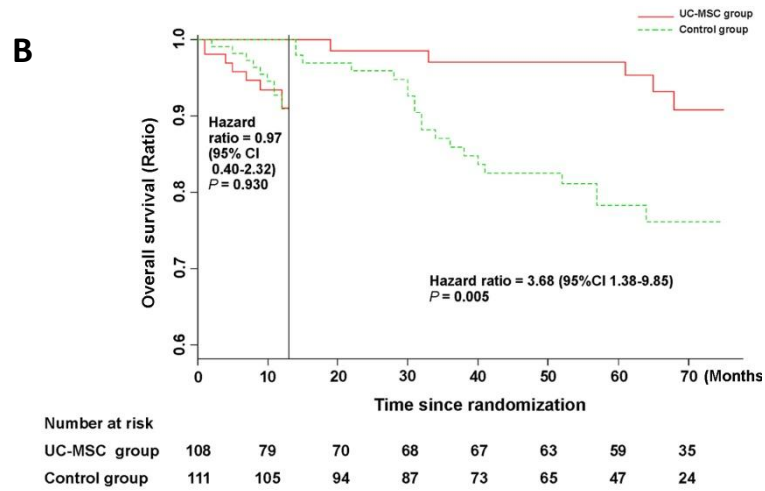 B
UC-MSC group
Control group
Overall survival (Ratio)
1.0
0.9
0.8
0.7
0.6
Hazard
ratio = 0.97
(95% CI
0.40-2.32)
P = 0.930
Hazard ratio = 3.68 (95%CI 1.38-9.85)
P = 0.005
0 10 20 30 40 50 60 70 (Months
Time since randomization
Number at risk
UC-MSC group 108 79 70 68 67 63 59 35
Control group 111 105 94 87 73 65 47 24